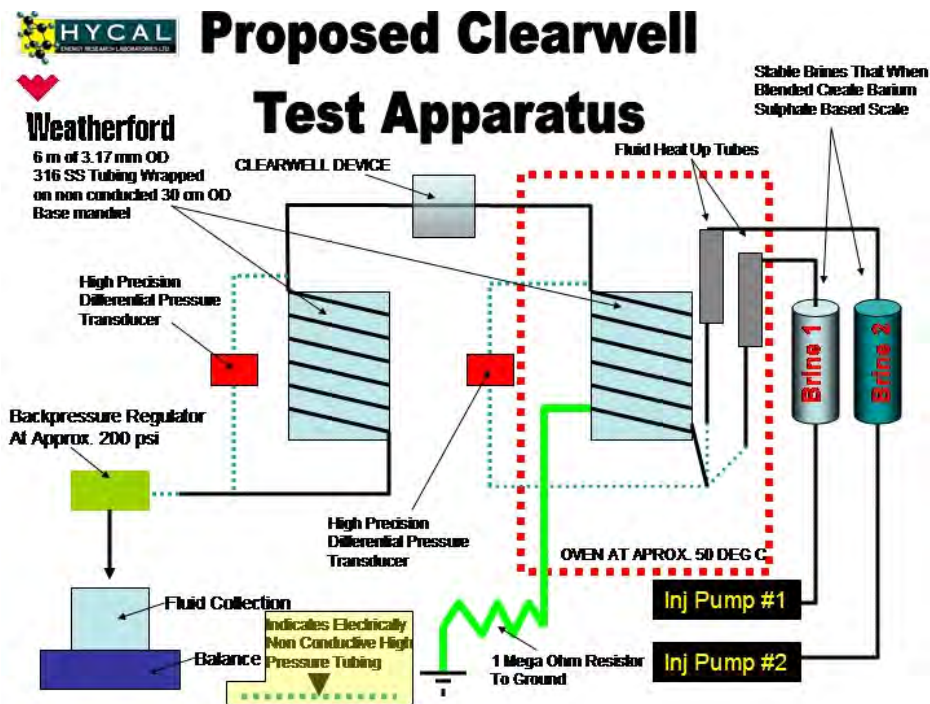 HYCAL
ENERGY RESEARCH LABORATORIES LTD
Proposed Clearwell
Test Apparatus
Weatherford
6 m of 3.17 mm OD
316 SS Tubing Wrapped
on non conducted 30 cm OD
Base mandrel
CLEARWELL DEVICE
Stable Brines That When
Blended Create Barium
Sulphate Based Scale
Fluid Heat Up Tubes
High Precision
Differential Pressure
Transducer
Brine 1
Brine 2
Backpressure Regulator
At Approx. 200 psi
High Precision
Differential Pressure
Transducer
OVEN AT APROX. 50 DEG C
Inj Pump #1
Inj Pump #2
Fluid Collection
Balance
Indicates Electrically
Non Conductive High
Pressure Tubing
1 Mega Ohm Resistor
To Ground